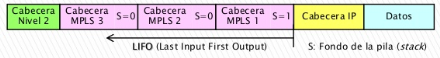 Cabecera Nivel 2
Cabecera MPLS 3 S=0
Cabecera MPLS 2 S=0
Cabecera MPLS 1 S=1
Cabecera IP
Datos
LIFO (Last Input First Output)
S: Fondo de la pila (stack)